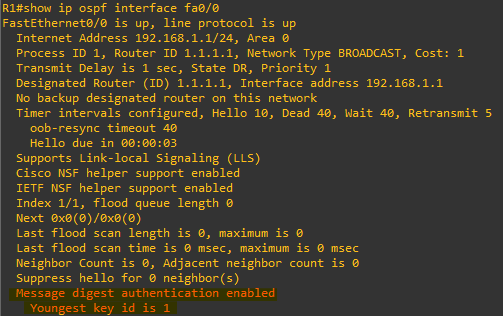 R1#show ip ospf interface fa0/0
FastEthernet0/0 is up, line protocol is up
Internet Address 192.168.1.1/24, Area 0
Process ID 1, Router ID 1.1.1.1, Network Type BROADCAST, Cost: 1
Transmit Delay is 1 sec, State DR, Priority 1
Designated Router (ID) 1.1.1.1, Interface address 192.168.1.1
No backup designated router on this network
Timer intervals configured, Hello 10, Dead 40, Wait 40, Retransmit 5
oob-resync timeout 40
Hello due in 00:00:03
Supports Link-local Signaling (LLS)
Cisco NSF helper support enabled
IETF NSF helper support enabled
Index 1/1, flood queue length 0
Next 0x0(0)/0x0(0)
Last flood scan length is 0, maximum is 0
Last flood scan time is 0 msec, maximum is 0 msec
Neighbor Count is 0, Adjacent neighbor count is 0
Suppress hello for 0 neighbor(s)
Message digest authentication enabled
Youngest key id is 1